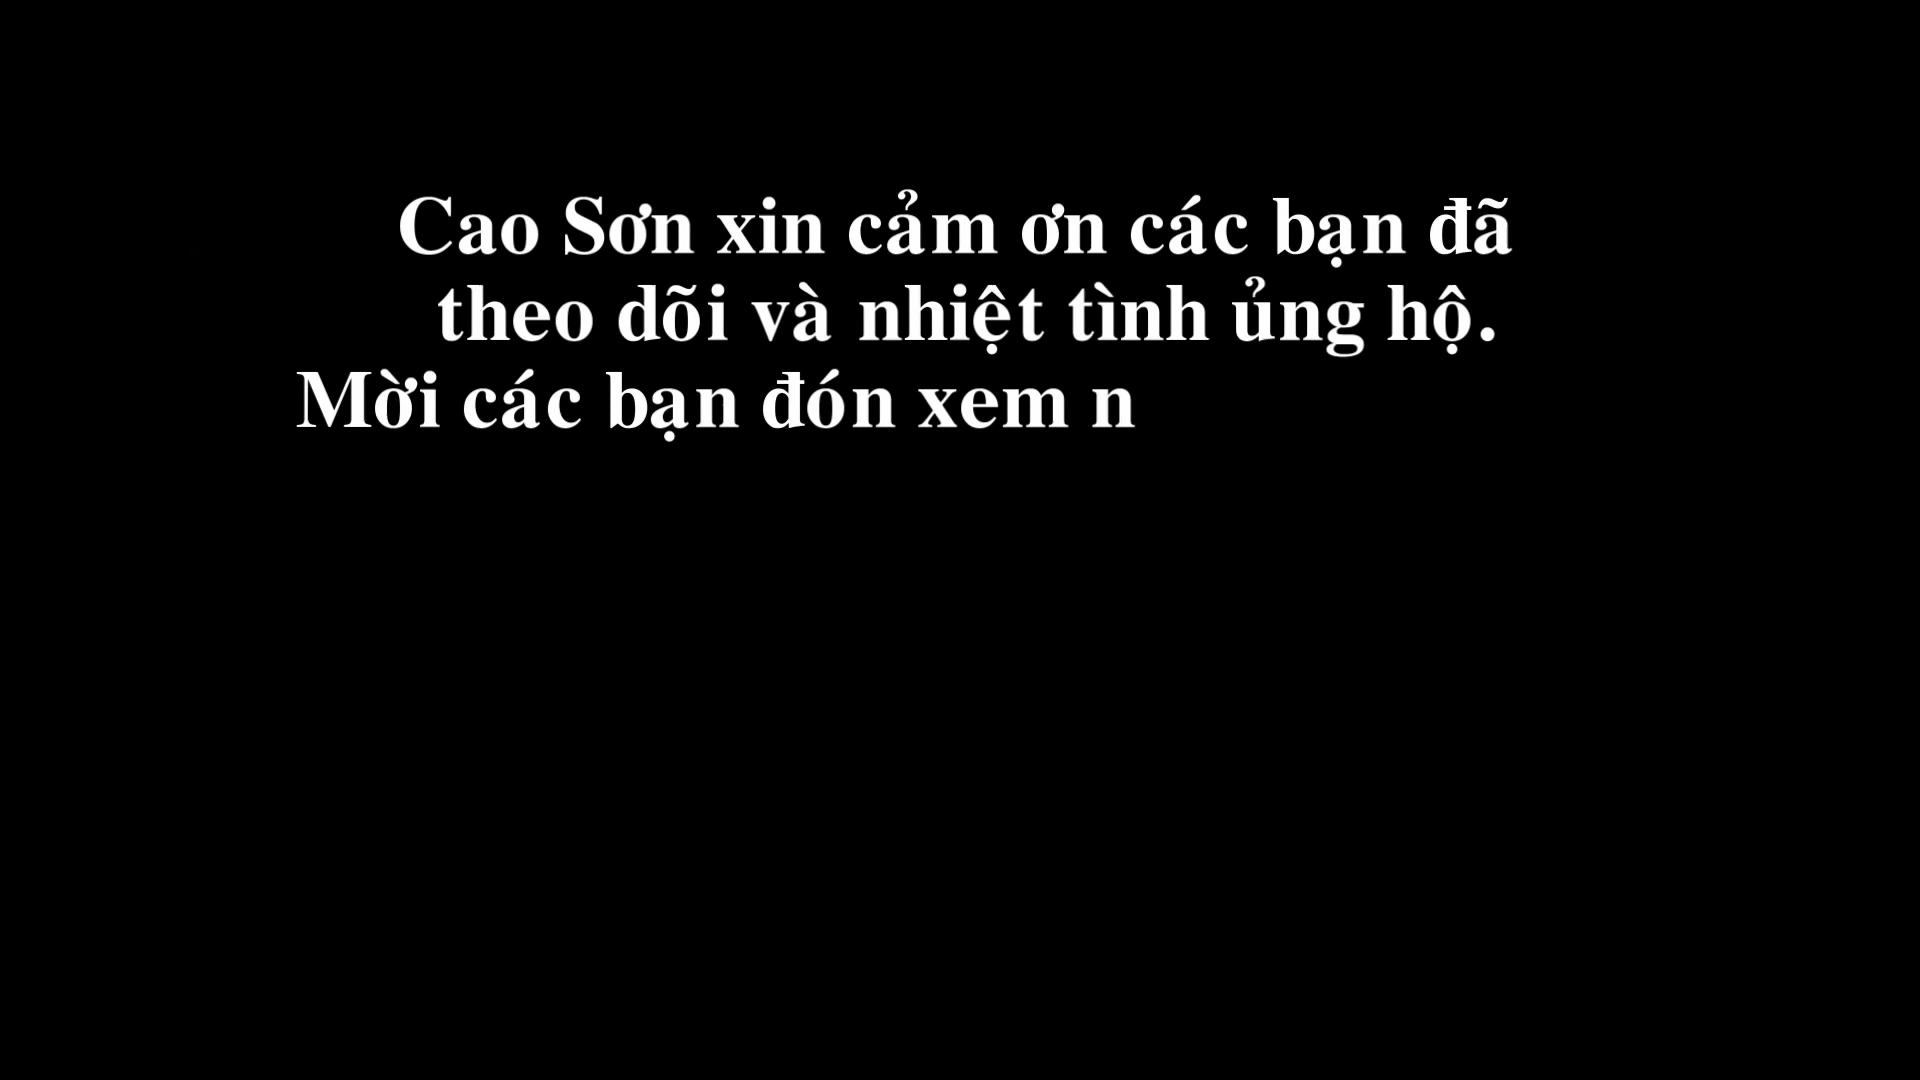 Cao Sơn xin cảm ơn các bạn đã
theo dõi và nhiệt tình ủng hộ.
Mời các bạn đón xem n